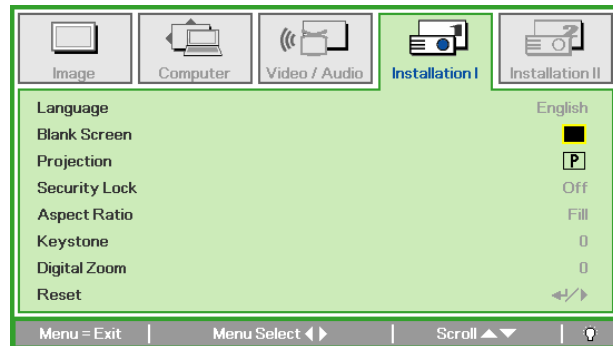 Image Computer Video / Audio Installation I Installation II
Language English
Blank Screen
Projection P
Security Lock Off
Aspect Ratio Fill
Keystone 0
Digital Zoom 0
Reset ↵/▶
Menu = Exit | Menu Select ◀▶ | Scroll ▲▼ |